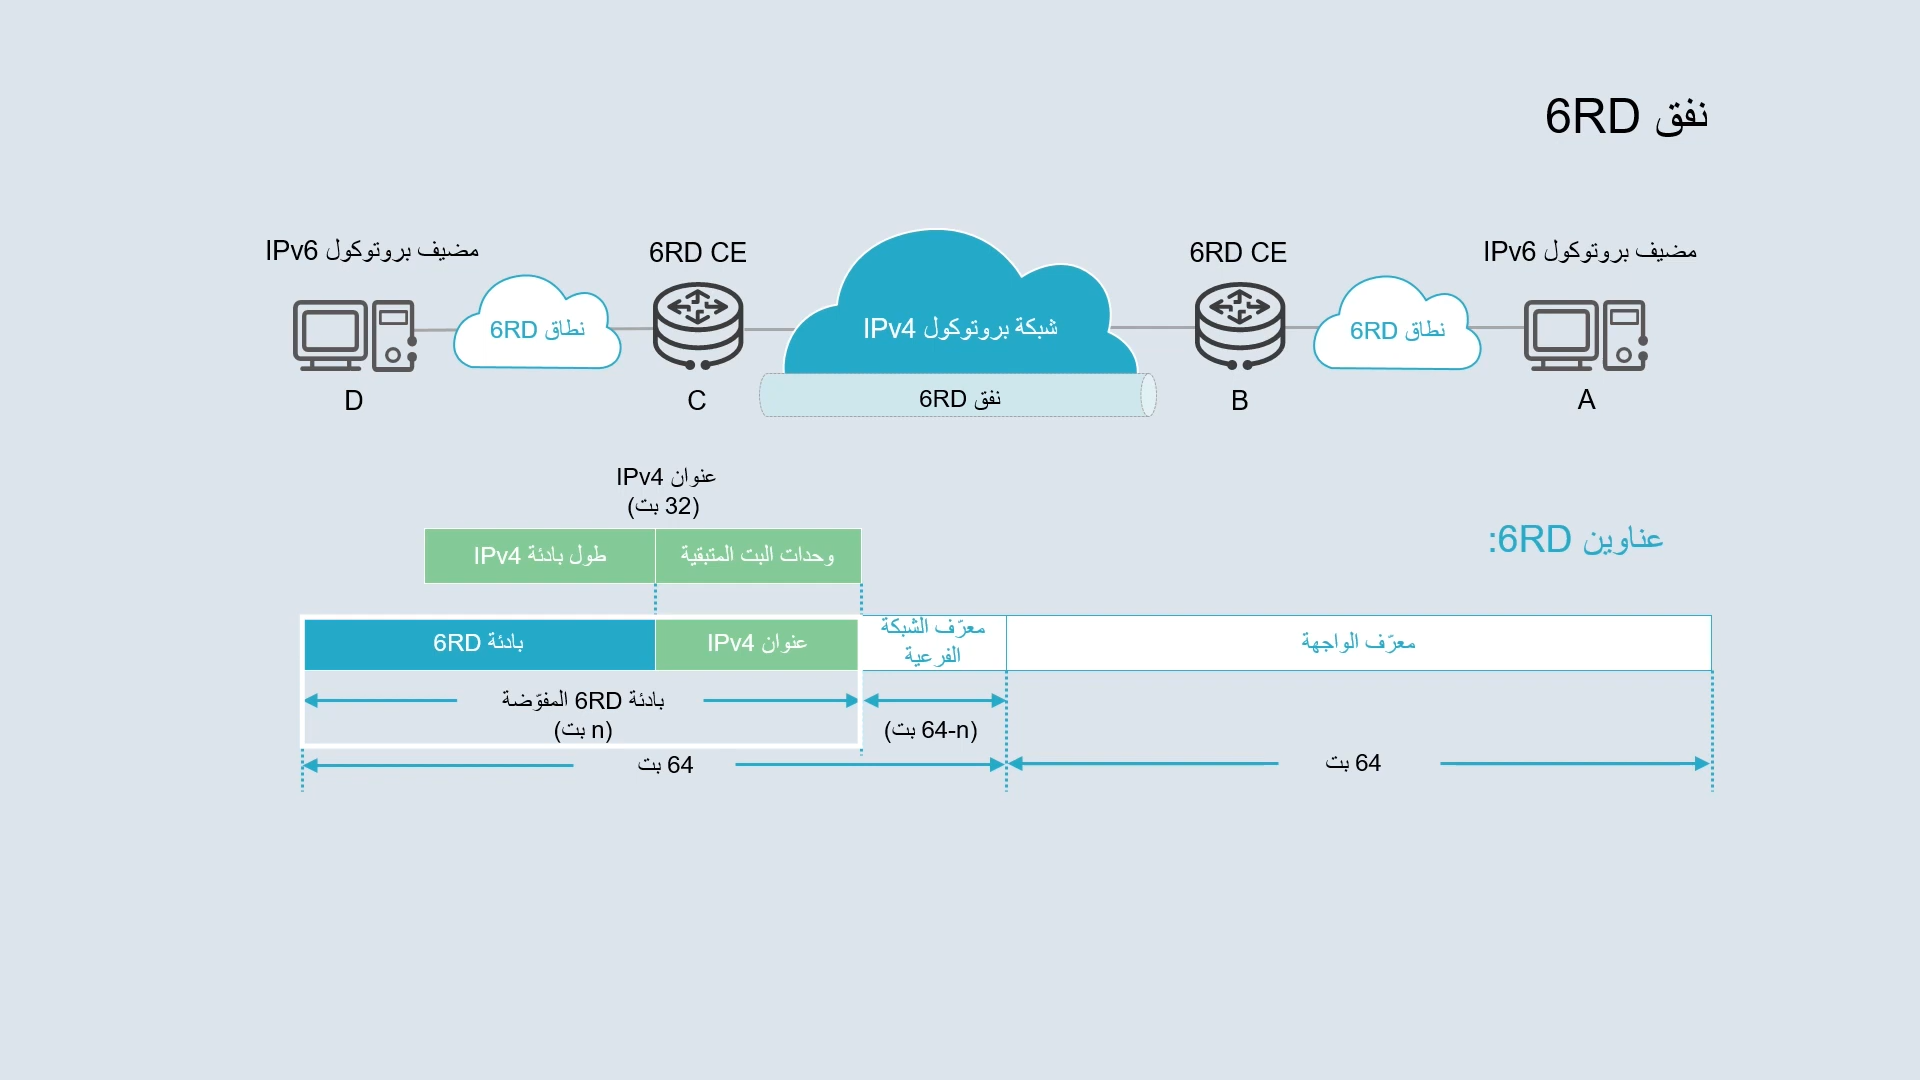 نفق 6RD
مضيف بروتوكول IPv6
6RD CE
6RD CE
مضيف بروتوكول IPv6
نطاق 6RD
شبكة بروتوكول IPv4
نطاق 6RD
نفق 6RD
A
B
C
D
عناوين 6RD:
عنوان IPv4
(32 بت)
وحدات البت المتبقية
طول بادئة IPv4
معرّف الواجهة
معرّف الشبكة
الفرعية
عنوان IPv4
بادئة 6RD
بادئة 6RD المفوّضة
(n بت)
(64-n بت)
64 بت
64 بت